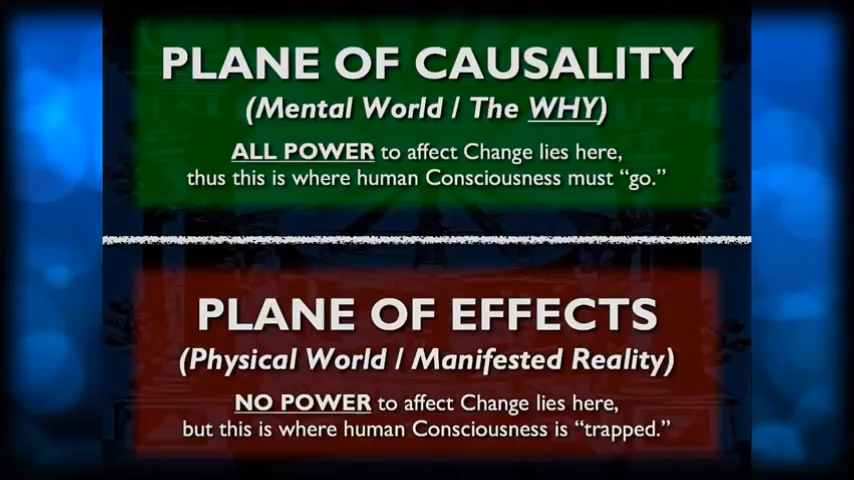 PLANE OF CAUSALITY
(Mental World / The WHY)
ALL POWER to affect Change lies here,
thus this is where human Consciousness must “go.”
PLANE OF EFFECTS
(Physical World / Manifested Reality)
NO POWER to affect Change lies here,
but this is where human Consciousness is “trapped.”